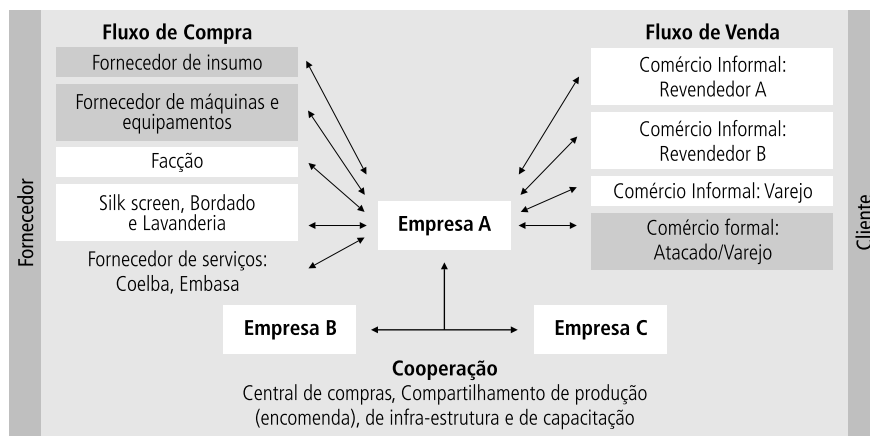 Fluxo de Compra
Fornecedor de insumo
Fornecedor de máquinas e
equipamentos
Facção
Silk screen, Bordado
e Lavanderia
Fornecedor de serviços:
Coelba, Embasa
Fornecedor
Empresa A
Fluxo de Venda
Comércio Informal:
Revendedor A
Comércio Informal:
Revendedor B
Comércio Informal: Varejo
Comércio formal:
Atacado/Varejo
Cliente
Empresa B
Empresa C
Cooperação
Central de compras, Compartilhamento de produção
(encomenda), de infra-estrutura e de capacitação